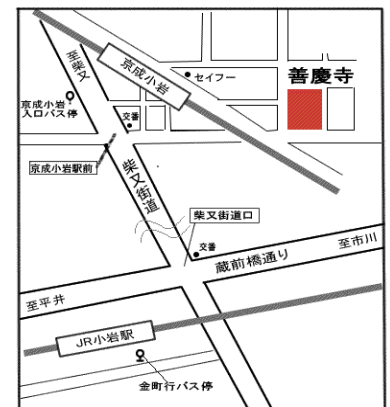 至柴又
京成小岩
セイフー
善慶寺
京成小岩
入口バス停
交番
京成小岩駅前
柴又街道
柴又街道口
交番
蔵前橋通り
至市川
至平井
JR小岩駅
金町行バス停